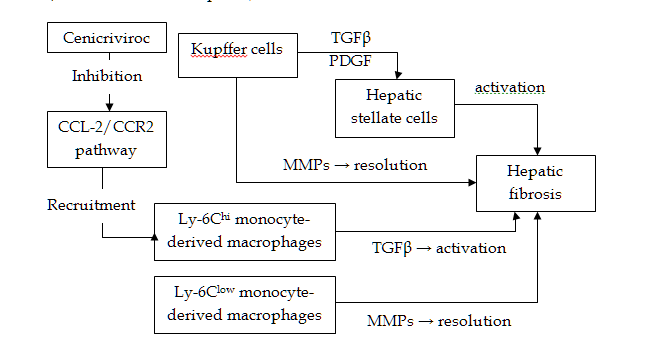 Cenicriviroc
Kupffer cells
TGFβ
PDGF
Inhibition
Hepatic
stellate cells
activation
CCL-2/CCR2
pathway
MMPs → resolution
Hepatic
fibrosis
Recruitment
Ly-6Cʰⁱ monocyte-
derived macrophages
TGFβ → activation
Ly-6Cˡᵒʷ monocyte-
derived macrophages
MMPs → resolution